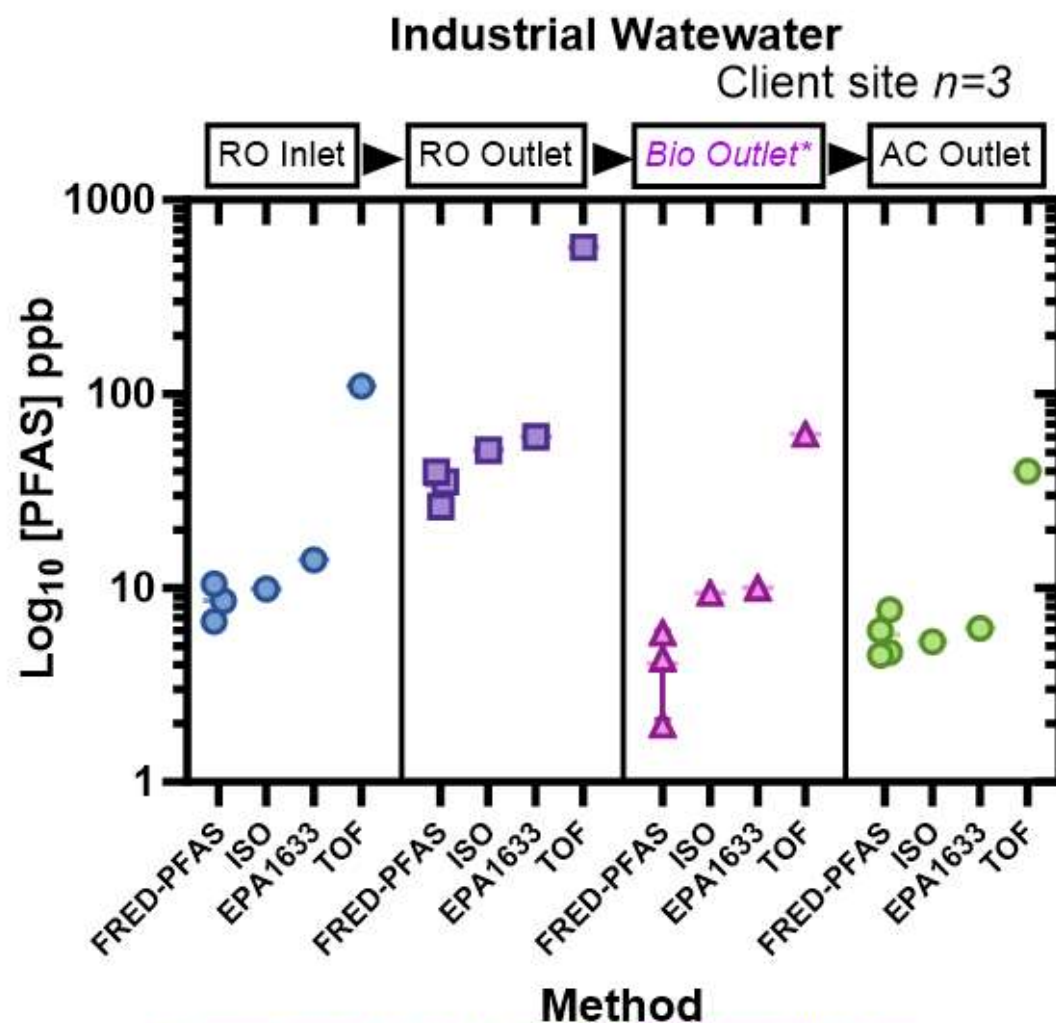 Industrial Watewater
Client site n=3
RO Inlet RO Outlet Bio Outlet* AC Outlet
1000
100
10
1
Log₁₀ [PFAS] ppb
FRED-PFAS ISO EPA1633 TOF FRED-PFAS ISO EPA1633 TOF FRED-PFAS ISO EPA1633 TOF FRED-PFAS ISO EPA1633 TOF
Method